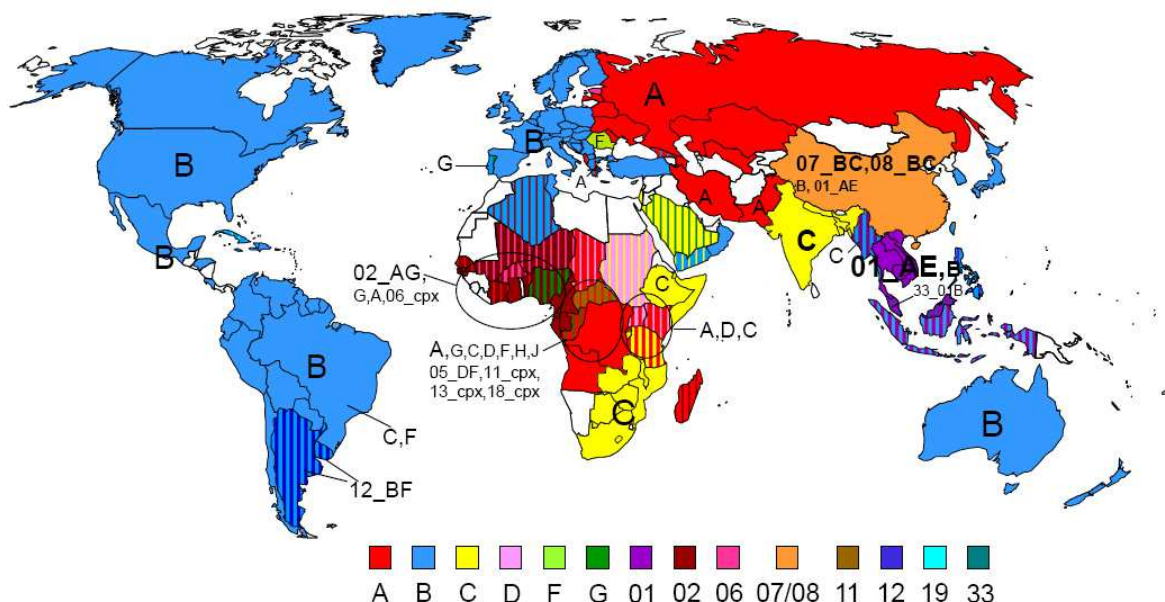 A
B
G
B
F
07_BC,08_BC
B, 01_AE
A
A
A
B
C
C
01_AE,B
33_01B
02_AG,
G,A,06_cpx
C
A,D,C
A,G,C,D,F,H,J
05_DF,11_cpx,
13_cpx,18_cpx
B
C
B
C,F
12_BF
A B C D F G 01 02 06 07/08 11 12 19 33